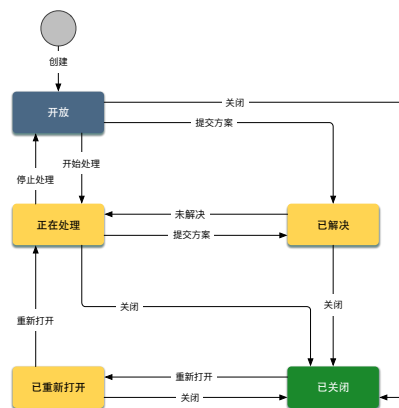 创建
关闭
开放
提交方案
开始处理
停止处理
未解决
正在处理
已解决
提交方案
关闭
关闭
重新打开
重新打开
已重新打开
已关闭
关闭